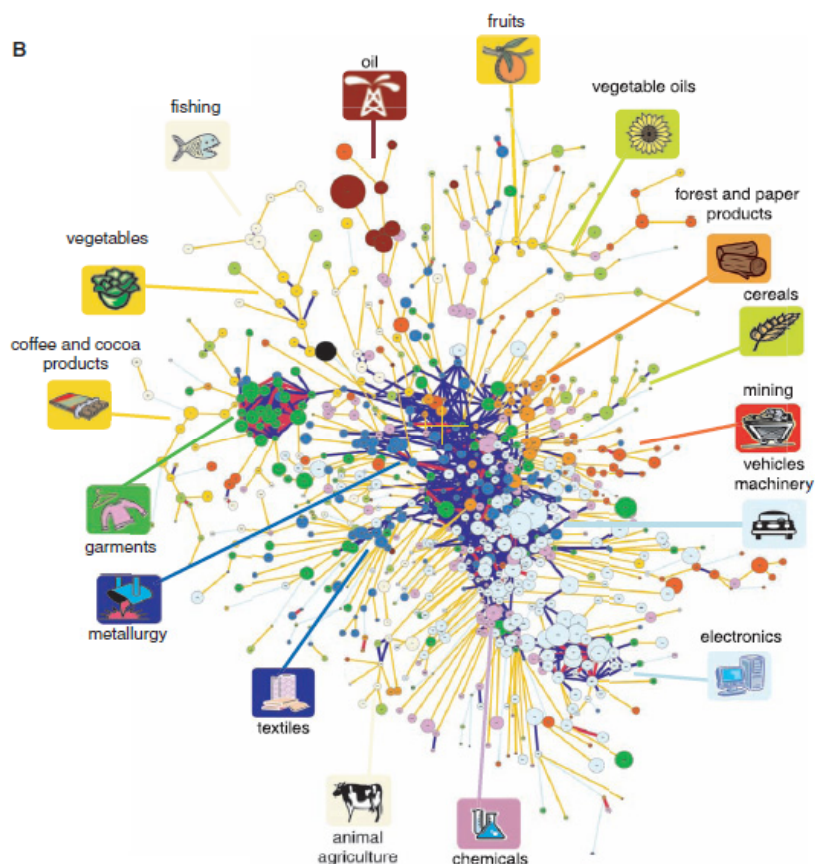 B
fruits
oil
vegetable oils
fishing
forest and paper
products
vegetables
cereals
coffee and cocoa
products
mining
vehicles
machinery
garments
metallurgy
electronics
textiles
animal
agriculture
chemicals